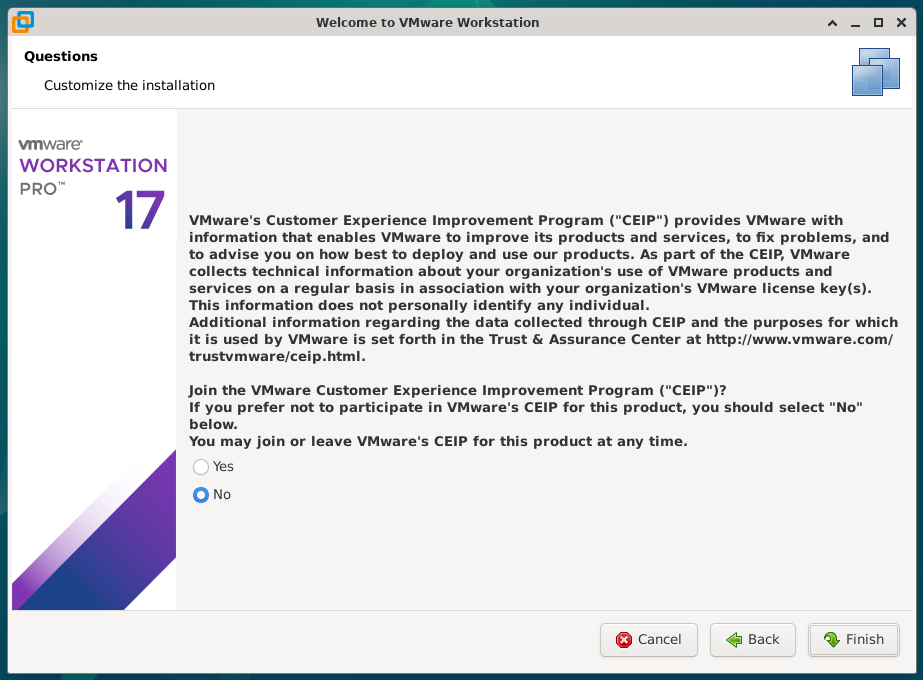 Welcome to VMware Workstation
Questions
Customize the installation
vmware®
WORKSTATION
PRO™
17
VMware's Customer Experience Improvement Program ("CEIP") provides VMware with
information that enables VMware to improve its products and services, to fix problems, and
to advise you on how best to deploy and use our products. As part of the CEIP, VMware
collects technical information about your organization's use of VMware products and
services on a regular basis in association with your organization's VMware license key(s).
This information does not personally identify any individual.
Additional information regarding the data collected through CEIP and the purposes for which
it is used by VMware is set forth in the Trust & Assurance Center at http://www.vmware.com/
trustvmware/ceip.html.
Join the VMware Customer Experience Improvement Program ("CEIP")?
If you prefer not to participate in VMware's CEIP for this product, you should select "No"
below.
You may join or leave VMware's CEIP for this product at any time.
Yes
No
Cancel
Back
Finish